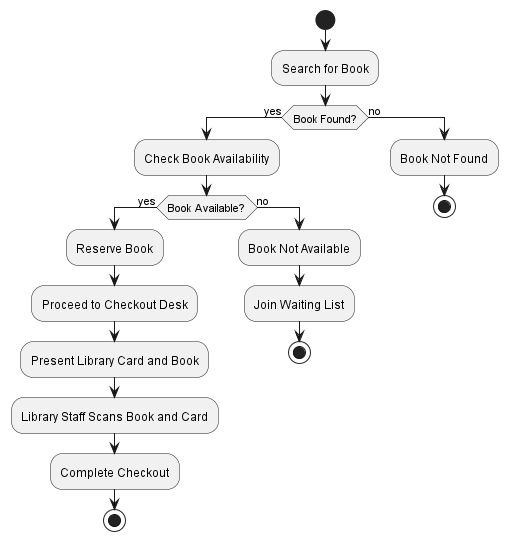 Search for Book
yes
Book Found?
no
Check Book Availability
Book Not Found
yes
Book Available?
no
Reserve Book
Book Not Available
Proceed to Checkout Desk
Join Waiting List
Present Library Card and Book
Library Staff Scans Book and Card
Complete Checkout